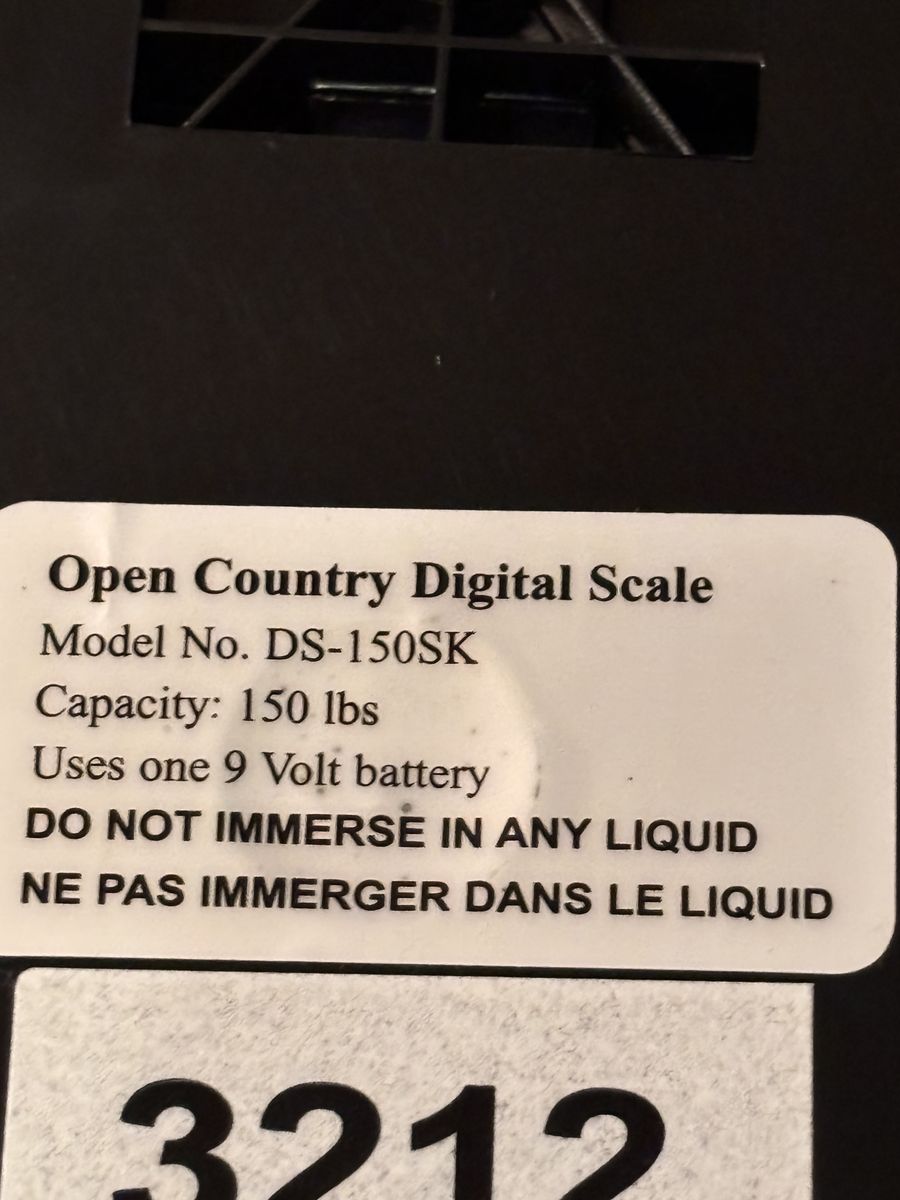 Open Country Digital Scale
Model No. DS-150SK
Capacity: 150 lbs
Uses one 9 Volt battery
DO NOT IMMERSE IN ANY LIQUID
NE PAS IMMERGER DANS LE LIQUID
3212